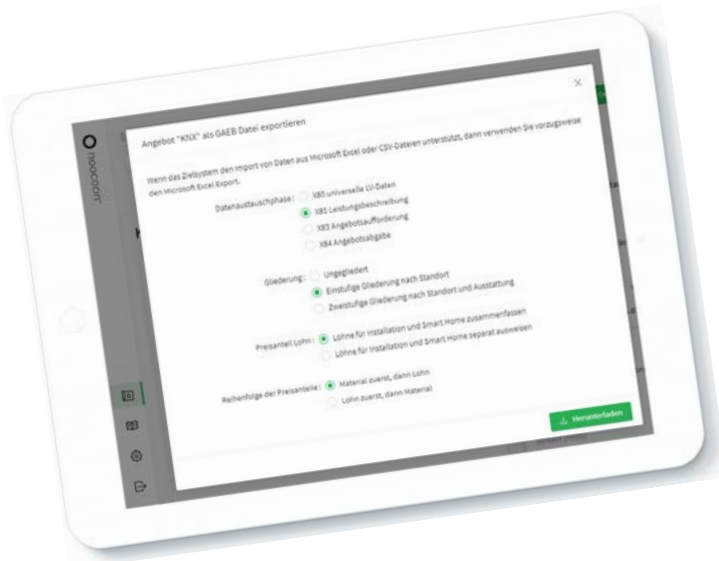 noocoon
Angebot "KNX" als GAEB Datei exportieren
Wenn das Zielsystem den Import von Daten aus Microsoft Excel oder CSV-Dateien unterstützt, dann verwenden Sie vorzugsweise
den Microsoft Excel Export.
Datenaustauschphase: X80 universelle LV-Daten
X81 Leistungsbeschreibung
X83 Angebotsaufforderung
X84 Angebotsabgabe
Gliederung: Ungegliedert
Einstufige Gliederung nach Standort
Zweistufige Gliederung nach Standort und Ausstattung
Preisanteil Lohn: Löhne für Installation und Smart Home zusammenfassen
Löhne für Installation und Smart Home separat ausweisen
Reihenfolge der Preisanteile: Material zuerst, dann Lohn
Lohn zuerst, dann Material
Herunterladen